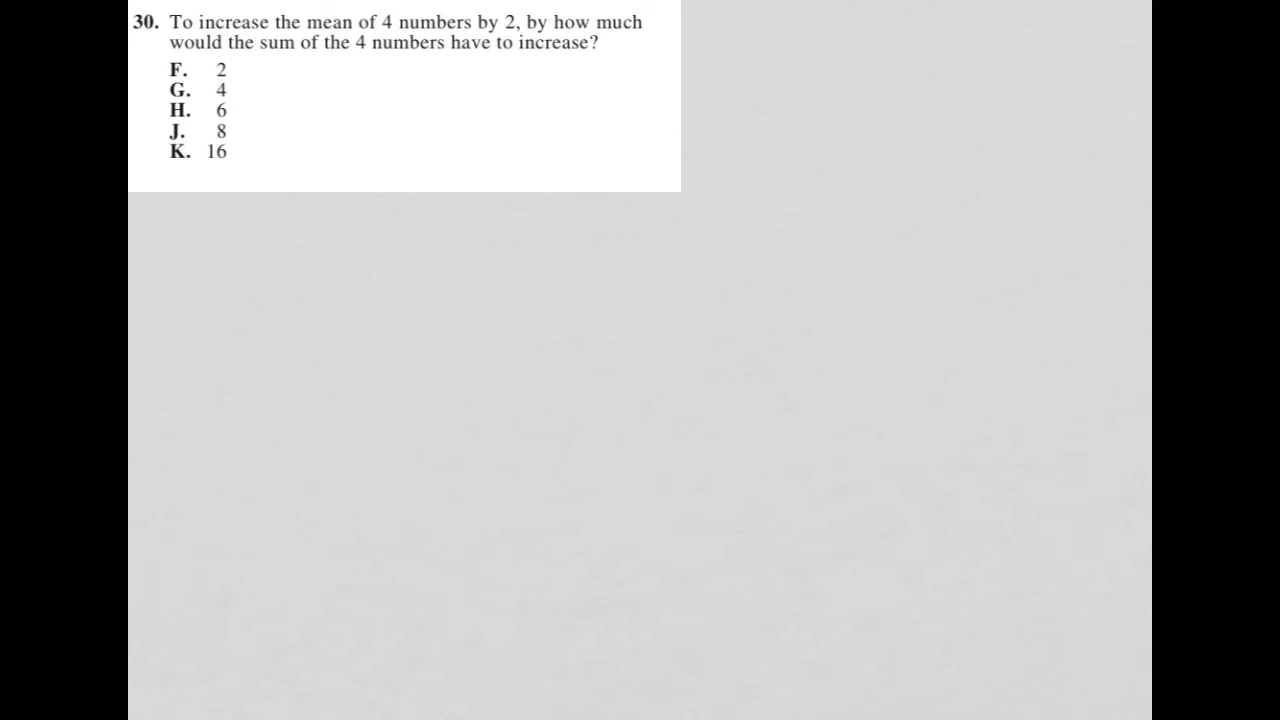 30. To increase the mean of 4 numbers by 2, by how much
would the sum of the 4 numbers have to increase?
F. 2
G. 4
H. 6
J. 8
K. 16